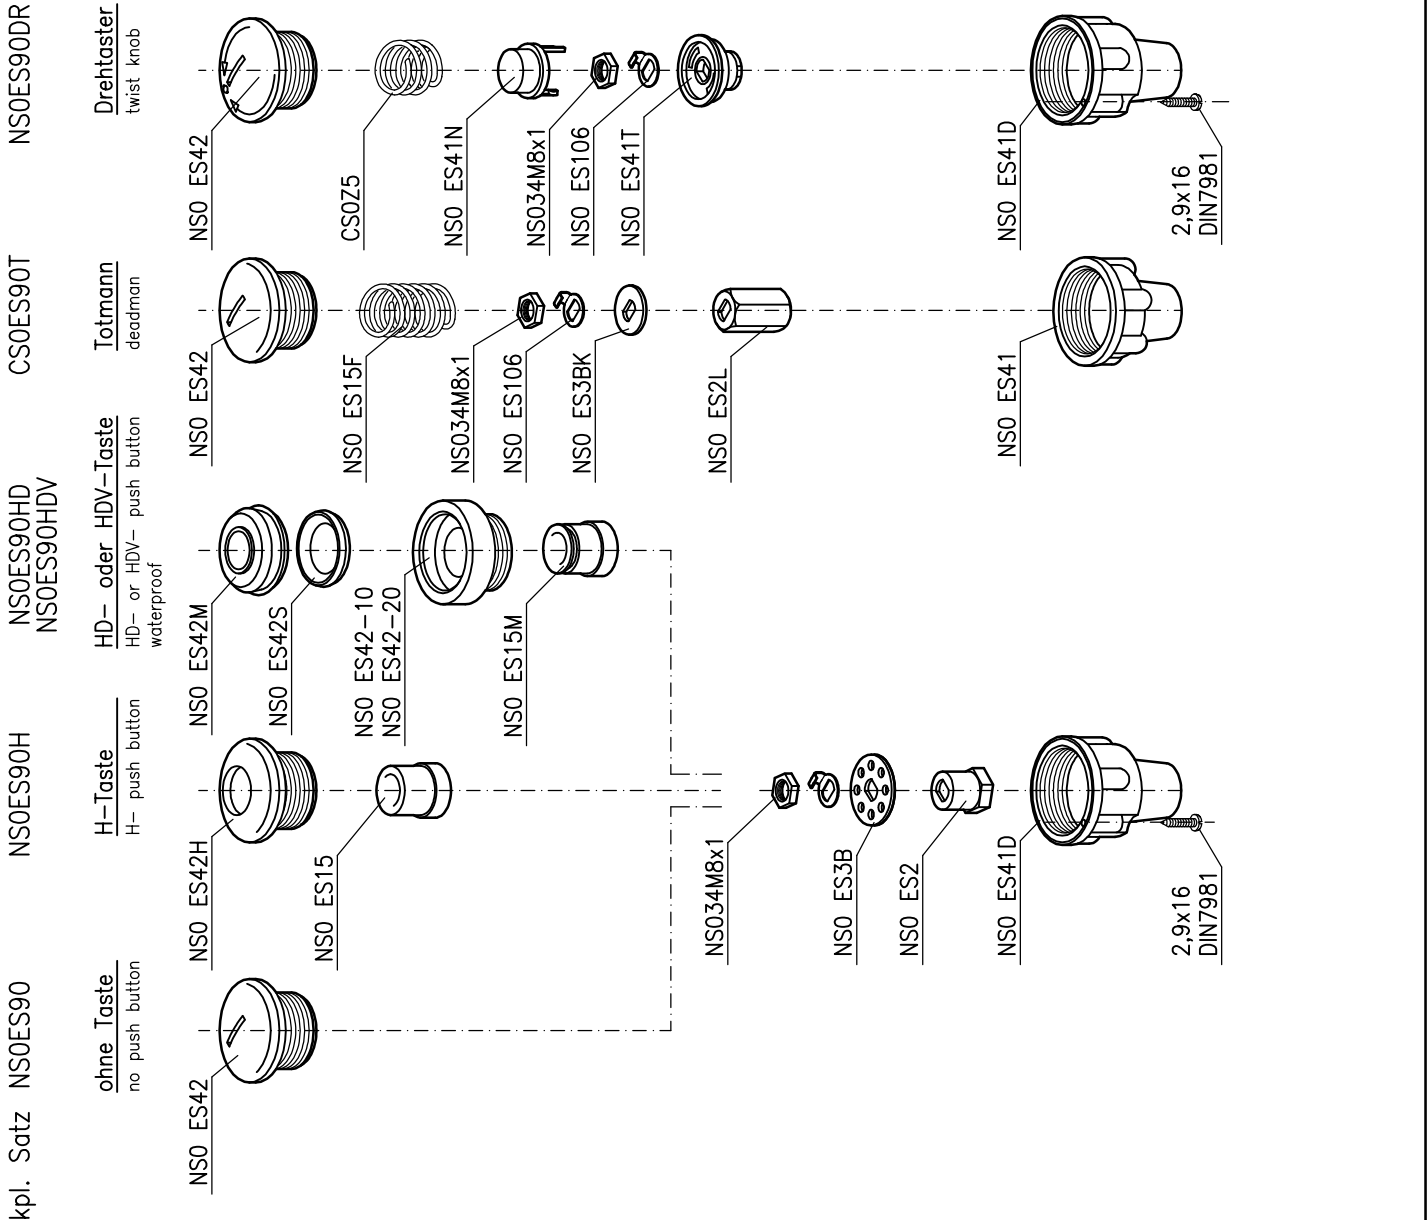 kpl. Satz NS0ES90
NS0ES90H
NS0ES90HD
NS0ES90HDV
CS0ES90T
NS0ES90DR
ohne Taste
no push button
H-Taste
H- push button
HD- oder HDV-Taste
HD- or HDV- push button
waterproof
Totmann
deadman
Drehtaster
twist knob
NS0 ES42
NS0 ES42H
NS0 ES15
NS0 ES42M
NS0 ES42S
NS0 ES42-10
NS0 ES42-20
NS0 ES15M
NS034M8x1
NS0 ES3B
NS0 ES2
NS0 ES41D
2,9x16
DIN7981
NS0 ES42
NS0 ES15F
NS034M8x1
NS0 ES106
NS0 ES3BK
NS0 ES2L
NS0 ES41
NS0 ES42
CS0Z5
NS0 ES41N
NS034M8x1
NS0 ES106
NS0 ES41T
NS0 ES41D
2,9x16
DIN7981